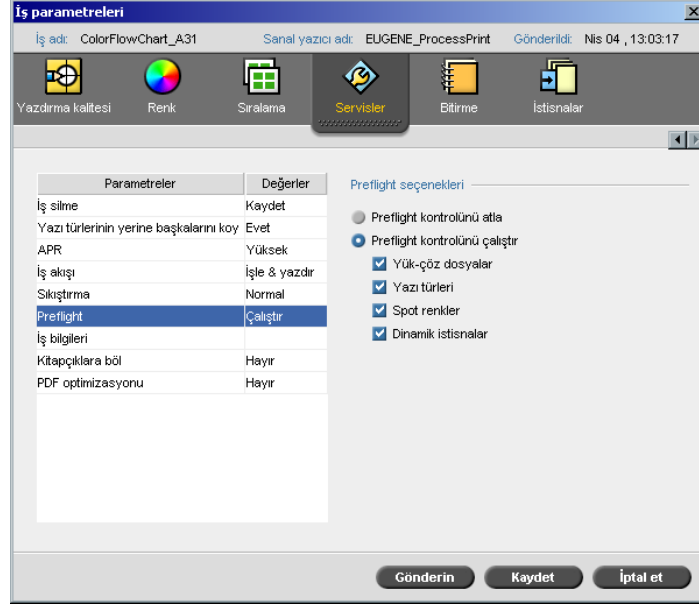 İş parametreleri
İş adı: ColorFlowChart_A31 Sanal yazıcı adı: EUGENE_ProcessPrint Gönderildi: Nis 04 , 13:03:17
Yazdırma kalitesi Renk Sıralama Servisler Bitirme İstisnalar
Parametreler Değerler
İş silme Kaydet
Yazı türlerinin yerine başkalarını koy Evet
APR Yüksek
İş akışı İşle & yazdır
Sıkıştırma Normal
Preflight Çalıştır
İş bilgileri
Kitapçıklara böl Hayır
PDF optimizasyonu Hayır
Preflight seçenekleri
Preflight kontrolünü atla
Preflight kontrolünü çalıştır
Yük-çöz dosyalar
Yazı türleri
Spot renkler
Dinamik istisnalar
Gönderin Kaydet İptal et